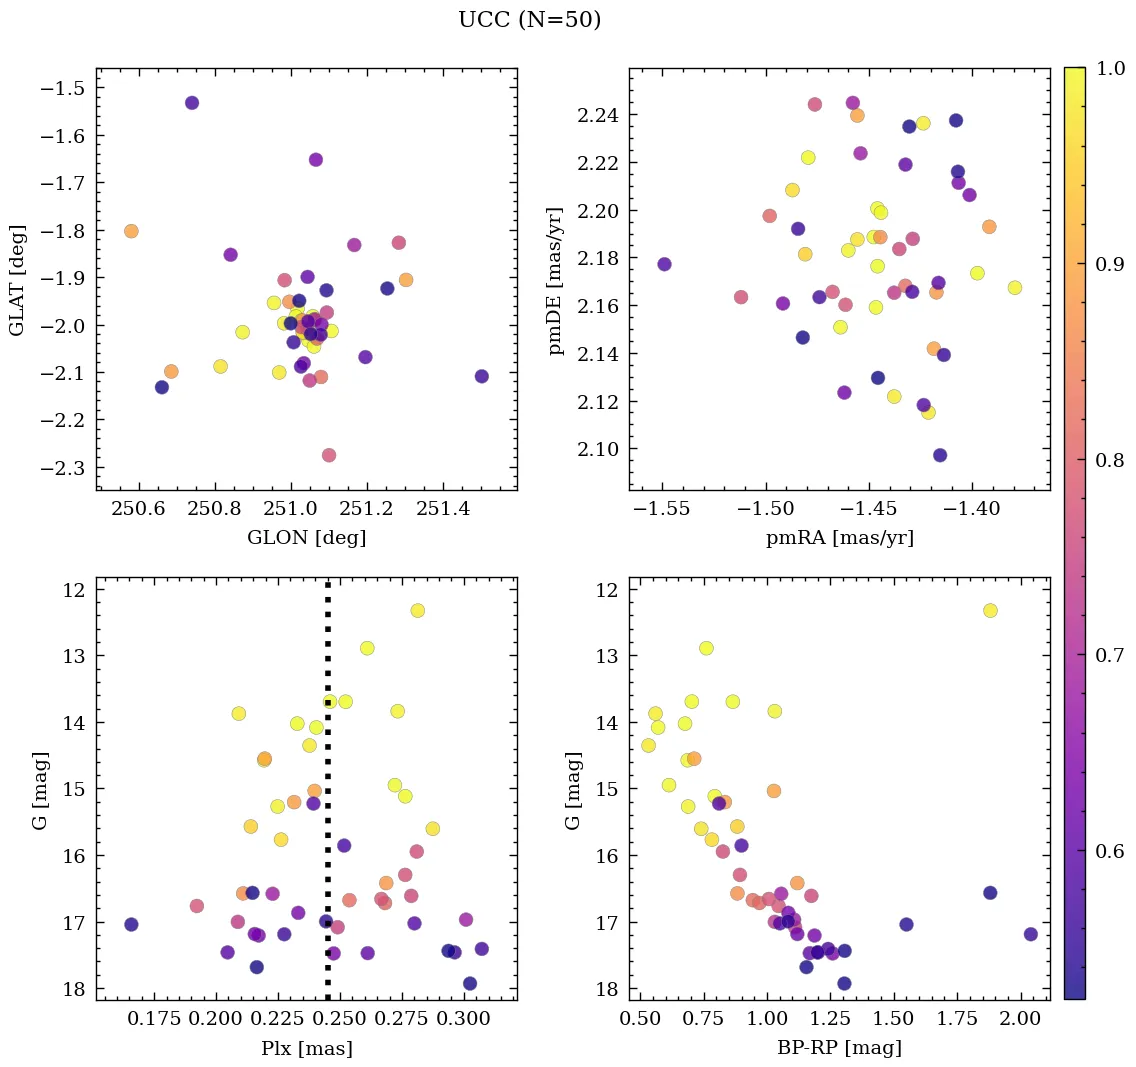 UCC (N=50)
−1.5
−1.6
−1.7
−1.8
−1.9
−2.0
−2.1
−2.2
−2.3
GLAT [deg]
250.6 250.8 251.0 251.2 251.4
GLON [deg]
2.24
2.22
2.20
2.18
2.16
2.14
2.12
2.10
pmDE [mas/yr]
−1.55 −1.50 −1.45 −1.40
pmRA [mas/yr]
12
13
14
15
16
17
18
G [mag]
0.175 0.200 0.225 0.250 0.275 0.300
Plx [mas]
12
13
14
15
16
17
18
G [mag]
0.50 0.75 1.00 1.25 1.50 1.75 2.00
BP-RP [mag]
1.0
0.9
0.8
0.7
0.6